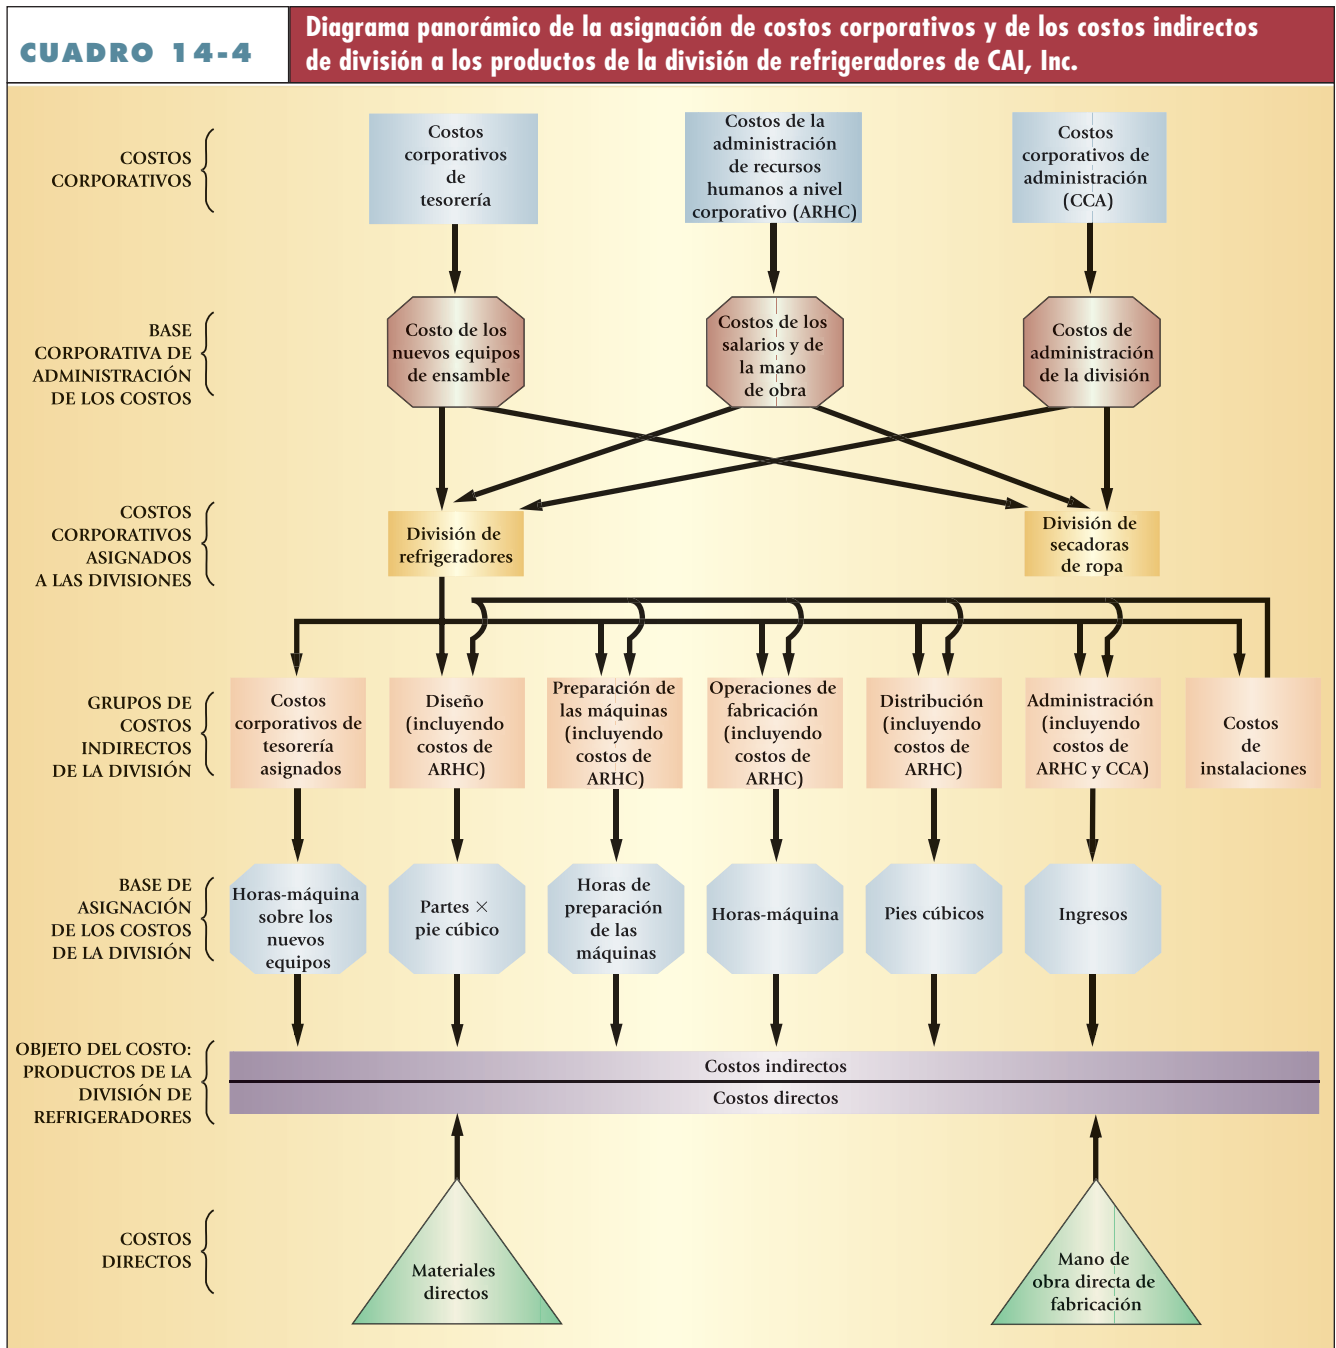 CUADRO 14-4
Diagrama panorámico de la asignación de costos corporativos y de los costos indirectos
de división a los productos de la división de refrigeradores de CAI, Inc.
COSTOS
CORPORATIVOS
Costos
corporativos
de
tesorería
Costos de la
administración
de recursos
humanos a nivel
corporativo (ARHC)
Costos
corporativos de
administración
(CCA)
BASE
CORPORATIVA DE
ADMINISTRACIÓN
DE LOS COSTOS
Costo de los
nuevos equipos
de ensamble
Costos de los
salarios y de
la mano
de obra
Costos de
administración
de la división
COSTOS
CORPORATIVOS
ASIGNADOS
A LAS DIVISIONES
División de
refrigeradores
División de
secadoras
de ropa
GRUPOS DE
COSTOS
INDIRECTOS
DE LA DIVISIÓN
Costos
corporativos de
tesorería
asignados
Diseño
(incluyendo
costos de
ARHC)
Preparación de
las máquinas
(incluyendo
costos de
ARHC)
Operaciones de
fabricación
(incluyendo
costos de
ARHC)
Distribución
(incluyendo
costos de
ARHC)
Administración
(incluyendo
costos de
ARHC y CCA)
Costos
de
instalaciones
BASE DE
ASIGNACIÓN
DE LOS COSTOS
DE LA DIVISIÓN
Horas-máquina
sobre los
nuevos
equipos
Partes ×
pie cúbico
Horas de
preparación
de las
máquinas
Horas-máquina
Pies cúbicos
Ingresos
OBJETO DEL COSTO:
PRODUCTOS DE LA
DIVISIÓN DE
REFRIGERADORES
Costos indirectos
Costos directos
COSTOS
DIRECTOS
Materiales
directos
Mano de
obra directa de
fabricación